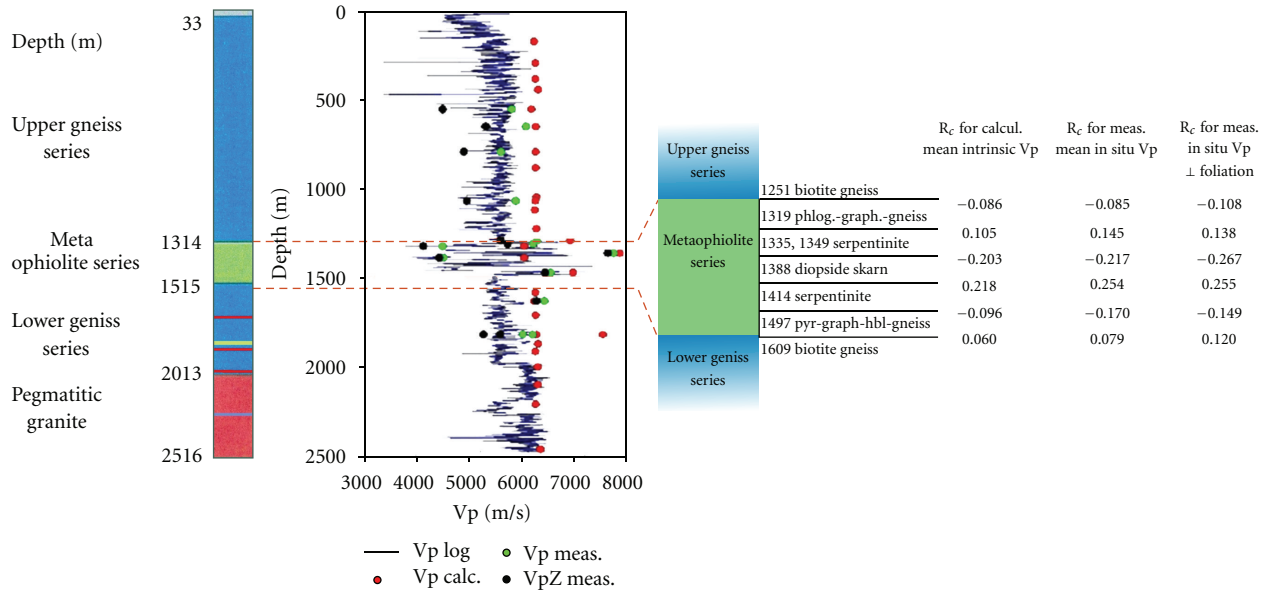 33
Depth (m)
Upper gneiss
series
Meta
ophiolite series
1314
1515
Lower geniss
series
2013
Pegmatitic
granite
2516
0
500
1000
1500
2000
2500
Depth (m)
3000 4000 5000 6000 7000 8000
Vp (m/s)
Vp log
Vp calc.
Vp meas.
VpZ meas.
Upper gneiss
series
Metaophiolite
series
Lower geniss
series
1251 biotite gneiss
1319 phlog.-graph.-gneiss
1335, 1349 serpentinite
1388 diopside skarn
1414 serpentinite
1497 pyr-graph-hbl-gneiss
1609 biotite gneiss
Rc for calcul.
mean intrinsic Vp
−0.086
0.105
−0.203
0.218
−0.096
0.060
Rc for meas.
mean in situ Vp
−0.085
0.145
−0.217
0.254
−0.170
0.079
Rc for meas.
in situ Vp
⊥ foliation
−0.108
0.138
−0.267
0.255
−0.149
0.120